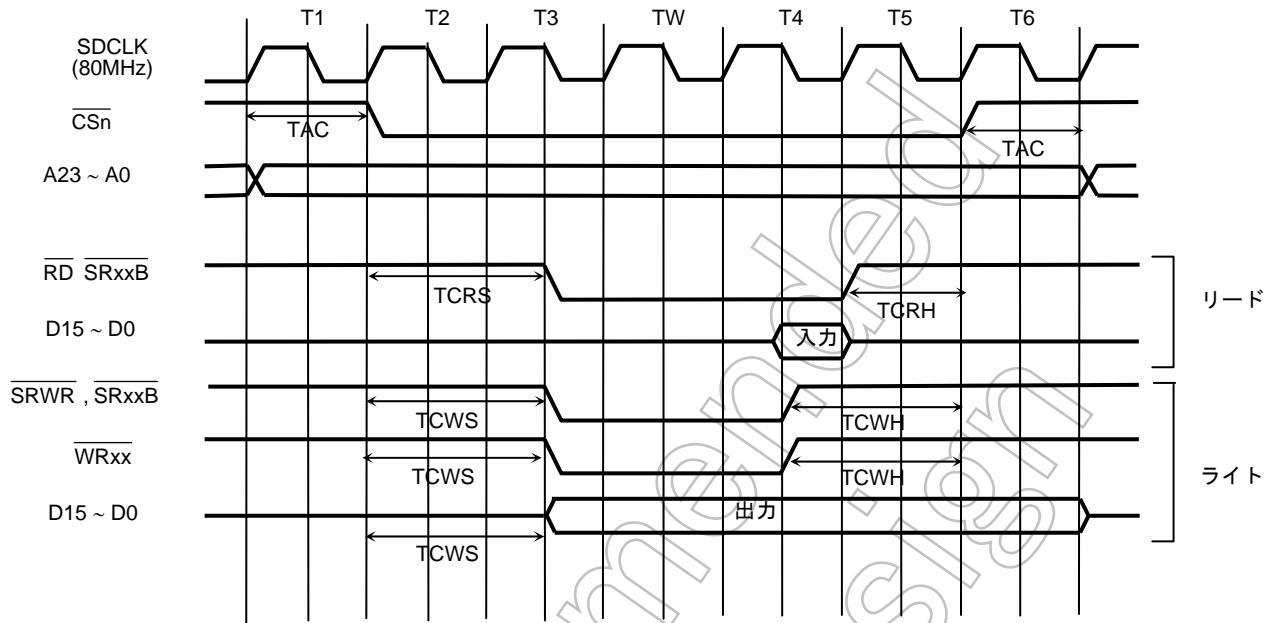 T1 T2 T3 TW T4 T5 T6
SDCLK
(80MHz)
CSn
TAC TAC
A23 ~ A0
RD SRxxB
TCRS TCRH
リード
D15 ~ D0
入力
SRWR , SRxxB
TCWS TCWH
WRxx
TCWS TCWH
ライト
D15 ~ D0
出力
TCWS
mended
sign